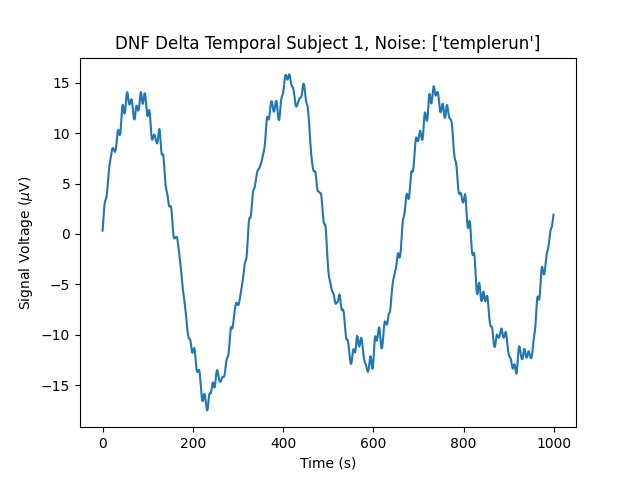 DNF Delta Temporal Subject 1, Noise: ['templerun']
Signal Voltage (μV)
15
10
5
0
−5
−10
−15
0 200 400 600 800 1000
Time (s)